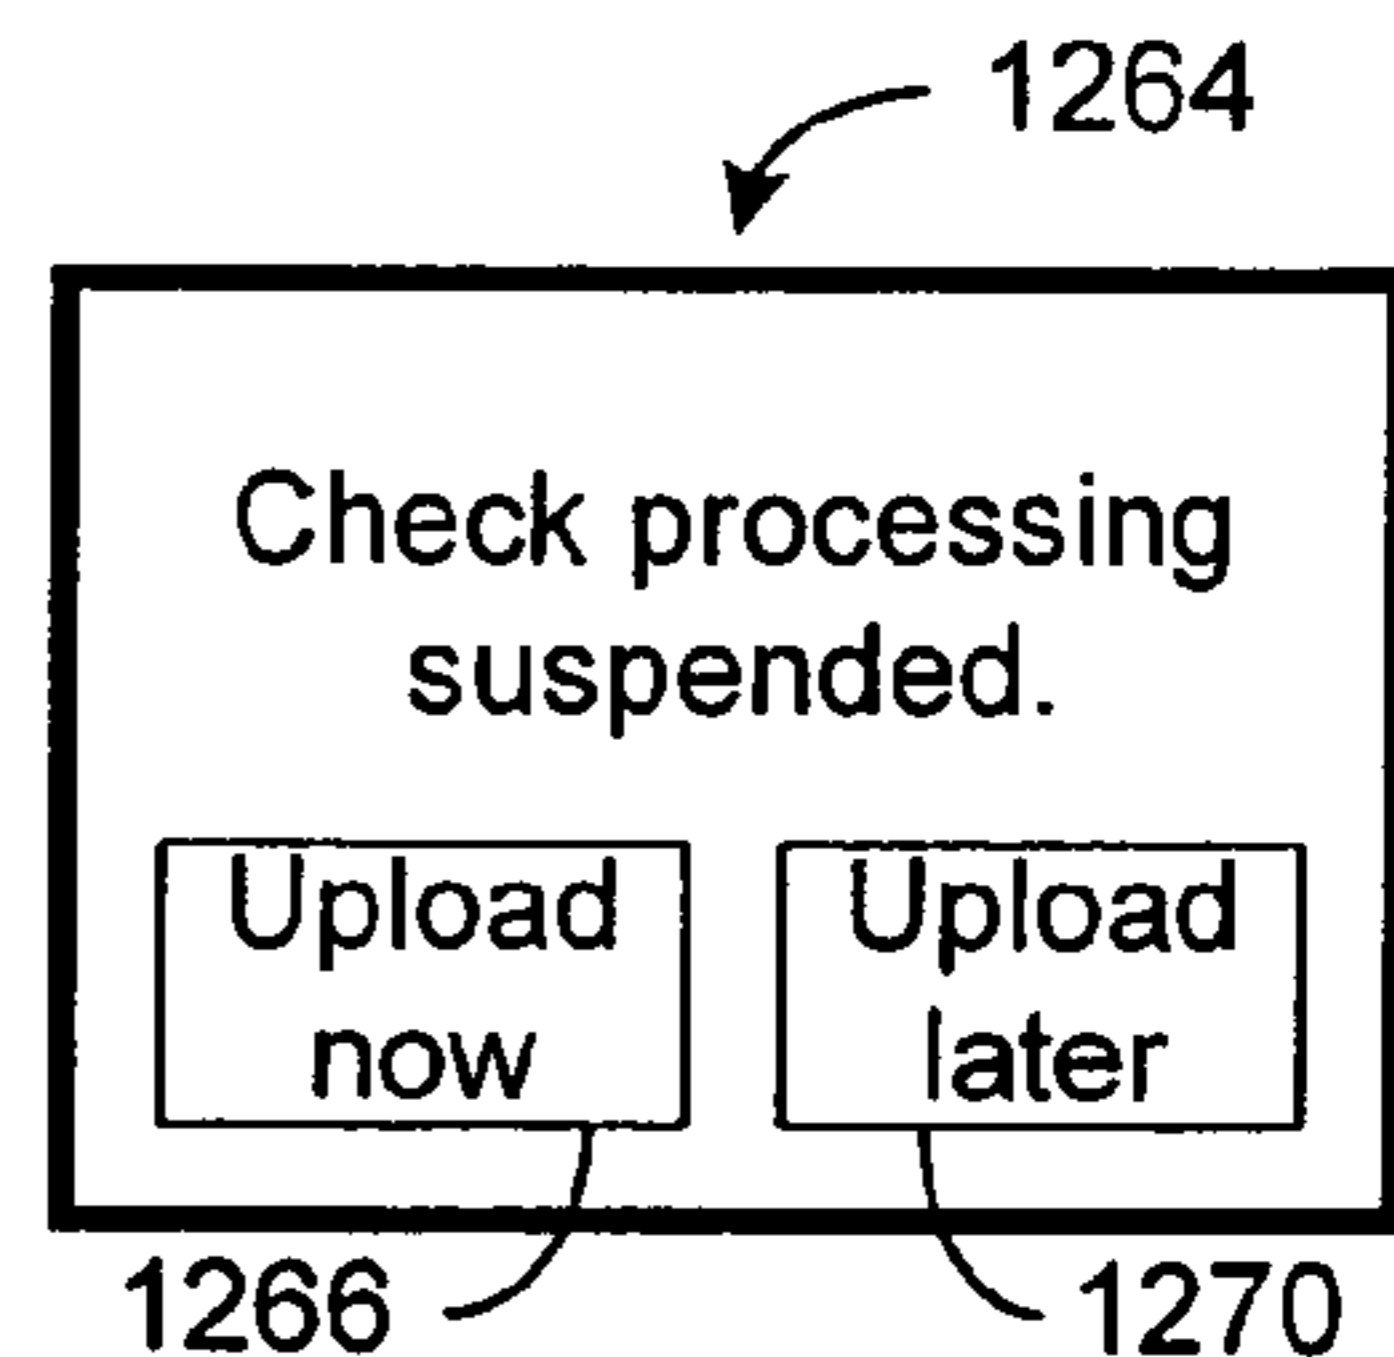 1264
Check processing
suspended.
Upload Upload
now later
1266 1270